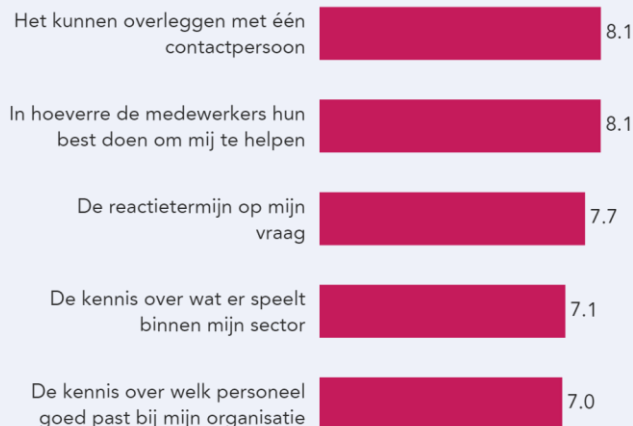 Het kunnen overleggen met één
contactpersoon
8.1
In hoeverre de medewerkers hun
best doen om mij te helpen
8.1
De reactietermijn op mijn
vraag
7.7
De kennis over wat er speelt
binnen mijn sector
7.1
De kennis over welk personeel
goed past bij mijn organisatie
7.0